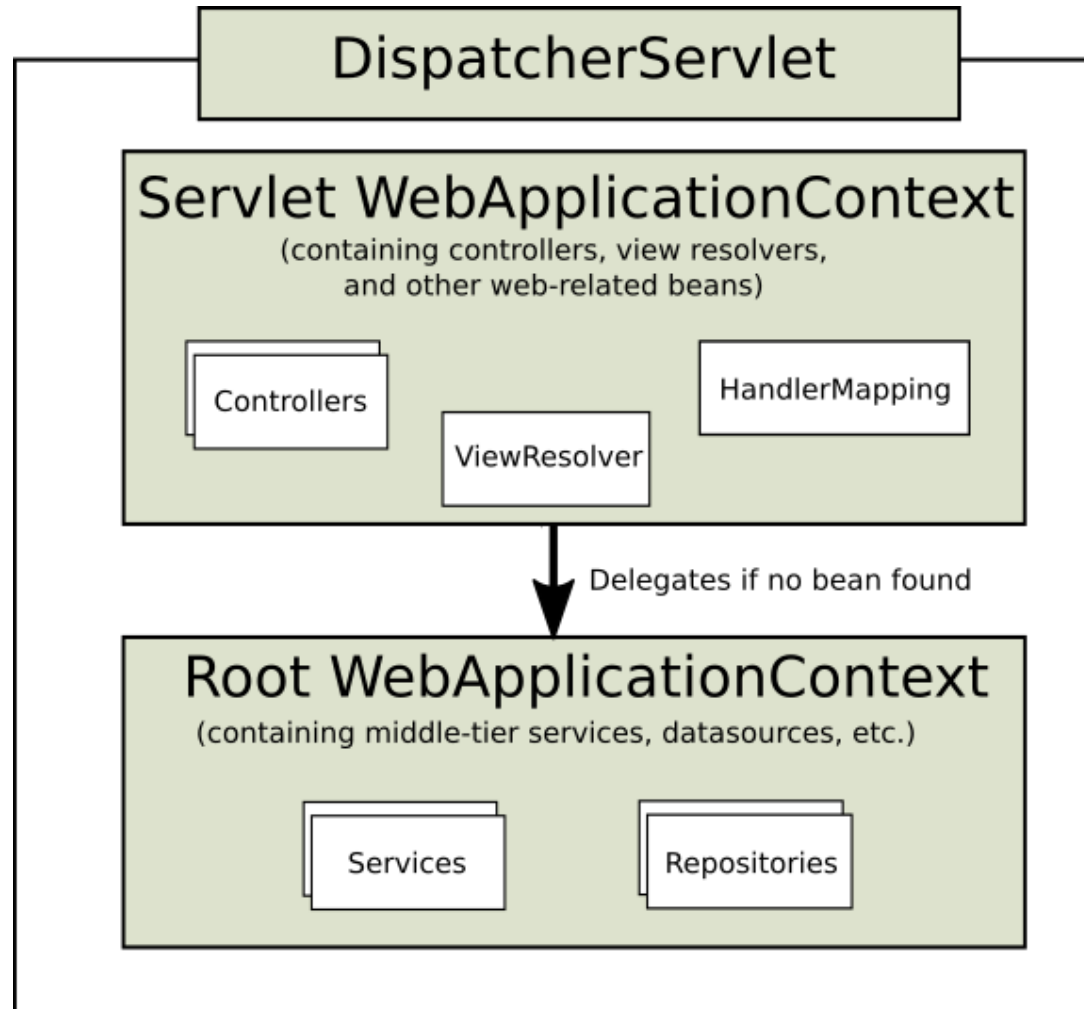 DispatcherServlet
Servlet WebApplicationContext
(containing controllers, view resolvers,
and other web-related beans)
Controllers
HandlerMapping
ViewResolver
Delegates if no bean found
Root WebApplicationContext
(containing middle-tier services, datasources, etc.)
Services
Repositories